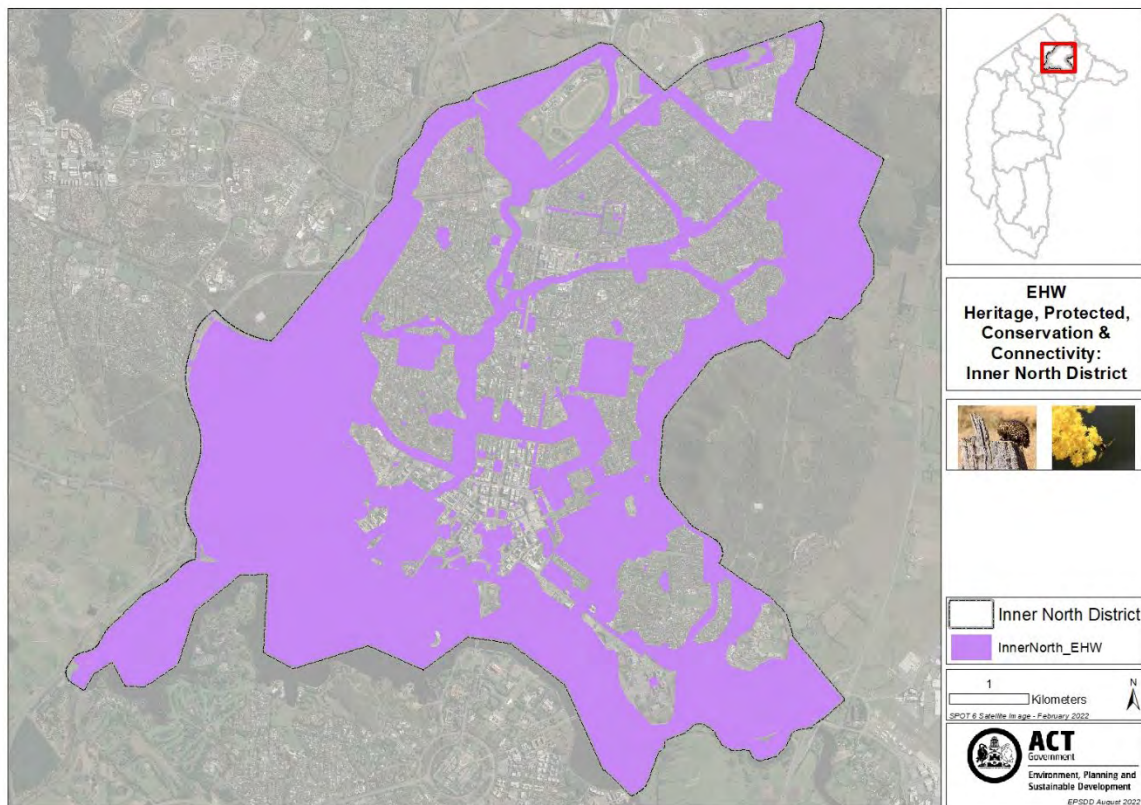 EHW
Heritage, Protected,
Conservation &
Connectivity:
Inner North District
Inner North District
InnerNorth_EHW
1
Kilometers
N
SPOT 6 Satellite Image - February 2022
ACT
Government
Environment, Planning and
Sustainable Development
EPSDD August 2022